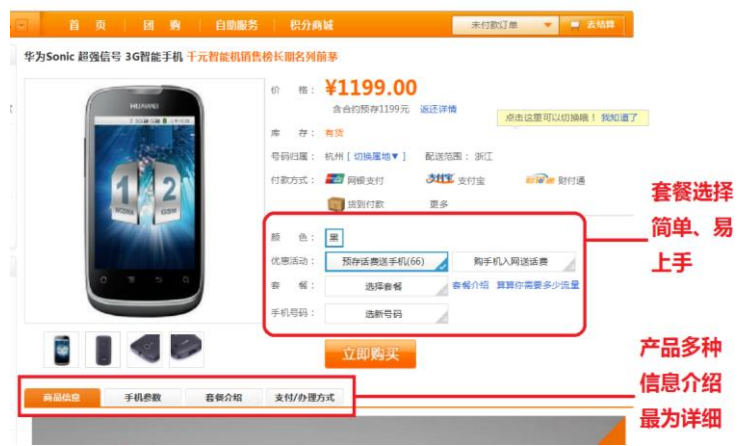 首 页 团 购 自助服务 积分商城 未付款订单 去结算
华为Sonic 超强信号 3G智能手机 千元智能机销售榜长期名列前茅
价 格： ¥1199.00
含合约预存1199元 返还详情
点击这里可以切换哦！ 我知道了
库 存： 有货
号码归属： 杭州 [ 切换属地▼ ] 配送范围： 浙江
付款方式： 网银支付 支付宝 支付宝 财付通
货到付款 更多
颜 色： 黑
优惠活动： 预存话费送手机(66) 购手机入网送话费
套 餐： 选择套餐 套餐介绍 算算你需要多少流量
手机号码： 选新号码
立即购买
HUAWEI
1 2
WCDMA GSM
套餐选择
简单、易
上手
产品多种
信息介绍
最为详细
商品信息 手机参数 套餐介绍 支付/办理方式